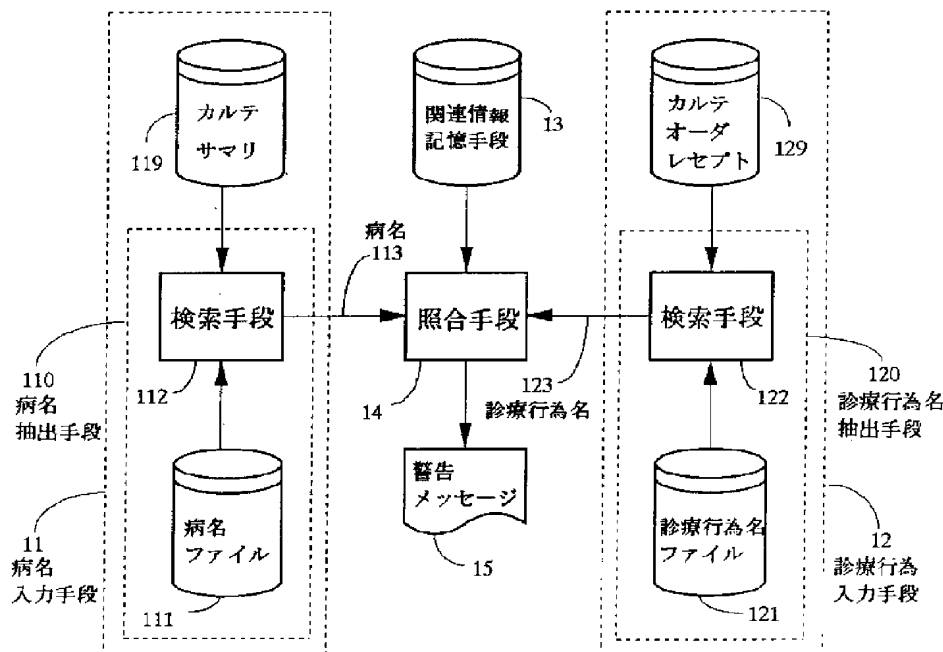 カルテ
サマリ
119
関連情報
記憶手段
13
カルテ
オーダ
レセプト
129
病名
113
検索手段
112
照合手段
14
検索手段
122
123
診療行為名
110
病名
抽出手段
120
診療行為名
抽出手段
警告
メッセージ
15
病名
ファイル
111
診療行為名
ファイル
121
11
病名
入力手段
12
診療行為
入力手段